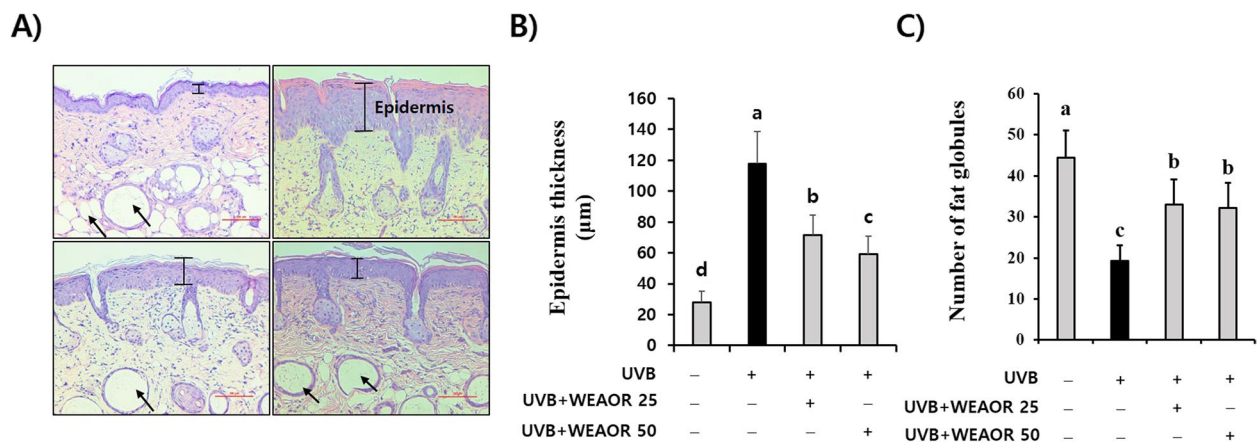 A)
Epidermis
B)
Epidermis thickness
(μm)
160
140
120
100
80
60
40
20
0
d
a
b
c
UVB – + + +
UVB+WEAOR 25 – – + –
UVB+WEAOR 50 – – – +
C)
Number of fat globules
60
50
40
30
20
10
0
a
c
b
b
UVB – + + +
UVB+WEAOR 25 – – + –
UVB+WEAOR 50 – – – +